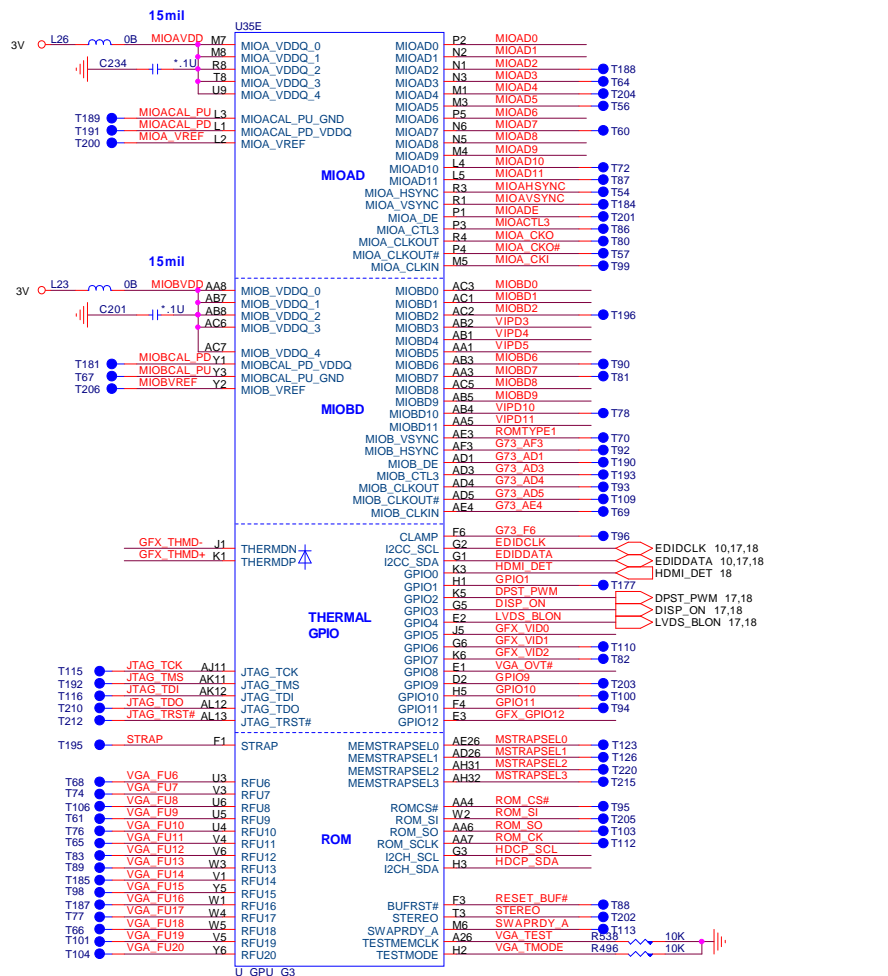 15mil
U35E
3V L26 0B MIOAVDD M7 MIOA_VDDQ_0 MIOAD0 P2 MIOAD0
M8 MIOA_VDDQ_1 MIOAD1 N2 MIOAD1
C234 *.1U R8 MIOA_VDDQ_2 MIOAD2 N1 MIOAD2 T188
T8 MIOA_VDDQ_3 MIOAD3 N3 MIOAD3 T64
U9 MIOA_VDDQ_4 MIOAD4 M1 MIOAD4 T204
MIOAD5 M3 MIOAD5 T56
T189 MIOACAL_PU L3 MIOACAL_PU_GND MIOAD6 P5 MIOAD6
T191 MIOACAL_PD L1 MIOACAL_PD_VDDQ MIOAD7 N6 MIOAD7 T60
T200 MIOA_VREF L2 MIOA_VREF MIOAD8 N5 MIOAD8
MIOAD9 M4 MIOAD9
MIOAD10 L4 MIOAD10 T72
MIOAD MIOAD11 L5 MIOAD11 T87
MIOA_HSYNC R3 MIOAHSYNC T54
MIOA_VSYNC R1 MIOAVSYNC T184
MIOA_DE P1 MIOADE T201
MIOA_CTL3 P3 MIOACTL3 T86
MIOA_CLKOUT R4 MIOA_CKO T80
MIOA_CLKOUT# P4 MIOA_CKO# T57
15mil MIOA_CLKIN M5 MIOA_CKI T99
3V L23 0B MIOBVDD AA8 MIOB_VDDQ_0 MIOBD0 AC3 MIOBD0
AB7 MIOB_VDDQ_1 MIOBD1 AC1 MIOBD1
C201 *.1U AB8 MIOB_VDDQ_2 MIOBD2 AC2 MIOBD2 T196
AC6 MIOB_VDDQ_3 MIOBD3 AB2 VIPD3
MIOBD4 AB1 VIPD4
AC7 MIOB_VDDQ_4 MIOBD5 AA1 VIPD5
T181 MIOBCAL_PD Y1 MIOBCAL_PD_VDDQ MIOBD6 AB3 MIOBD6 T90
T67 MIOBCAL_PU Y3 MIOBCAL_PU_GND MIOBD7 AA3 MIOBD7 T81
T206 MIOBVREF Y2 MIOB_VREF MIOBD8 AC5 MIOBD8
MIOBD9 AB5 MIOBD9
MIOBD MIOBD10 AB4 VIPD10 T78
MIOBD11 AA5 VIPD11
MIOB_VSYNC AE3 ROMTYPE1 T70
MIOB_HSYNC AF3 G73_AF3 T92
MIOB_DE AD1 G73_AD1 T190
MIOB_CTL3 AD3 G73_AD3 T193
MIOB_CLKOUT AD4 G73_AD4 T93
MIOB_CLKOUT# AD5 G73_AD5 T109
MIOB_CLKIN AE4 G73_AE4 T69
CLAMP F6 G73_F6 T96
GFX_THMD- J1 THERMDN I2CC_SCL G2 EDIDCLK EDIDCLK 10,17,18
GFX_THMD+ K1 THERMDP I2CC_SDA G1 EDIDDATA EDIDDATA 10,17,18
GPIO0 K3 HDMI_DET HDMI_DET 18
GPIO1 H1 GPIO1 T177
GPIO2 K5 DPST_PWM DPST_PWM 17,18
THERMAL GPIO3 G5 DISP_ON DISP_ON 17,18
GPIO GPIO4 E2 LVDS_BLON LVDS_BLON 17,18
GPIO5 J5 GFX_VID0
GPIO6 G6 GFX_VID1 T110
GPIO7 K6 GFX_VID2 T82
T115 JTAG_TCK AJ11 JTAG_TCK GPIO8 E1 VGA_OVT#
T192 JTAG_TMS AK11 JTAG_TMS GPIO9 D2 GPIO9 T203
T116 JTAG_TDI AK12 JTAG_TDI GPIO10 H5 GPIO10 T100
T210 JTAG_TDO AL12 JTAG_TDO GPIO11 F4 GPIO11 T94
T212 JTAG_TRST# AL13 JTAG_TRST# GPIO12 E3 GFX_GPIO12
T195 STRAP F1 STRAP MEMSTRAPSEL0 AE26 MSTRAPSEL0 T123
MEMSTRAPSEL1 AD26 MSTRAPSEL1 T126
MEMSTRAPSEL2 AH31 MSTRAPSEL2 T220
T68 VGA_FU6 U3 RFU6 MEMSTRAPSEL3 AH32 MSTRAPSEL3 T215
T74 VGA_FU7 V3 RFU7
T106 VGA_FU8 U6 RFU8 ROMCS# AA4 ROM_CS# T95
T61 VGA_FU9 U5 RFU9 ROM_SI W2 ROM_SI T205
T76 VGA_FU10 U4 RFU10 ROM_SO AA6 ROM_SO T103
T65 VGA_FU11 V4 RFU11 ROM ROM_SCLK AA7 ROM_CK T112
T83 VGA_FU12 V6 RFU12 I2CH_SCL G3 HDCP_SCL
T89 VGA_FU13 W3 RFU13 I2CH_SDA H3 HDCP_SDA
T185 VGA_FU14 V1 RFU14
T98 VGA_FU15 Y5 RFU15
T187 VGA_FU16 W1 RFU16 BUFRST# F3 RESET_BUF# T88
T77 VGA_FU17 W4 RFU17 STEREO T3 STEREO T202
T66 VGA_FU18 W5 RFU18 SWAPRDY_A M6 SWAPRDY_A T113
T101 VGA_FU19 V5 RFU19 TESTMEMCLK A26 VGA_TEST R538 10K
T104 VGA_FU20 Y6 RFU20 TESTMODE H2 VGA_TMODE R496 10K
U_GPU_G3